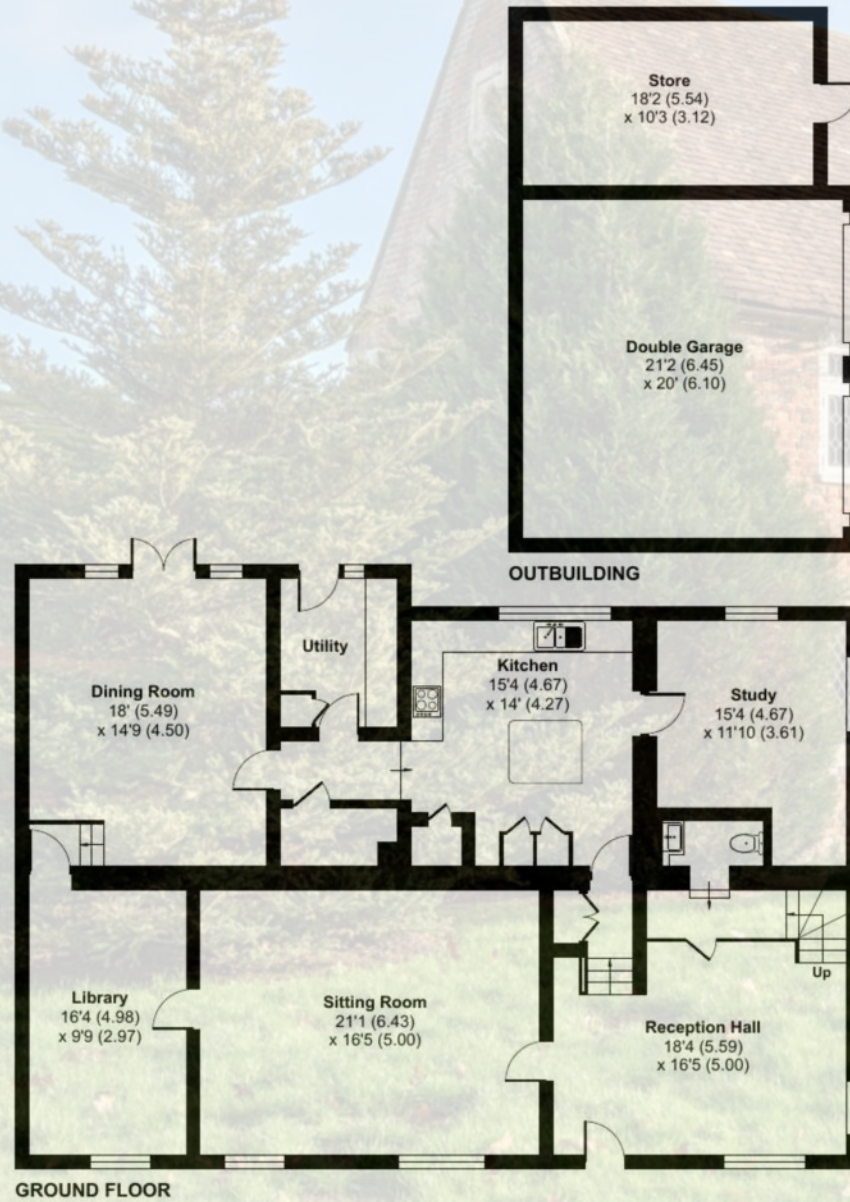 Store
18'2 (5.54)
x 10'3 (3.12)
Double Garage
21'2 (6.45)
x 20' (6.10)
OUTBUILDING
Utility
Kitchen
15'4 (4.67)
x 14' (4.27)
Dining Room
18' (5.49)
x 14'9 (4.50)
Study
15'4 (4.67)
x 11'10 (3.61)
Up
Library
16'4 (4.98)
x 9'9 (2.97)
Sitting Room
21'1 (6.43)
x 16'5 (5.00)
Reception Hall
18'4 (5.59)
x 16'5 (5.00)
GROUND FLOOR